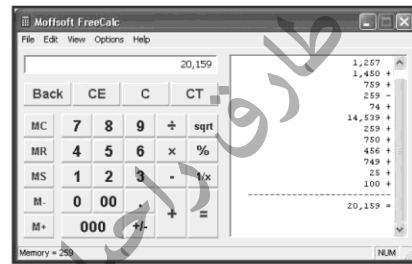 Moffsoft FreeCalc
File Edit View Options Help
20,159
Back CE C CT
MC 7 8 9 ÷ sqrt
MR 4 5 6 × %
MS 1 2 3 - 1/x
M- 0 00 . + =
M+ 000 +/-
1,257
1,450 +
759 +
259 -
74 +
14,539 +
259 +
750 +
456 +
749 +
25 +
100 +
20,159 =
Memory = 259
NUM
طارق